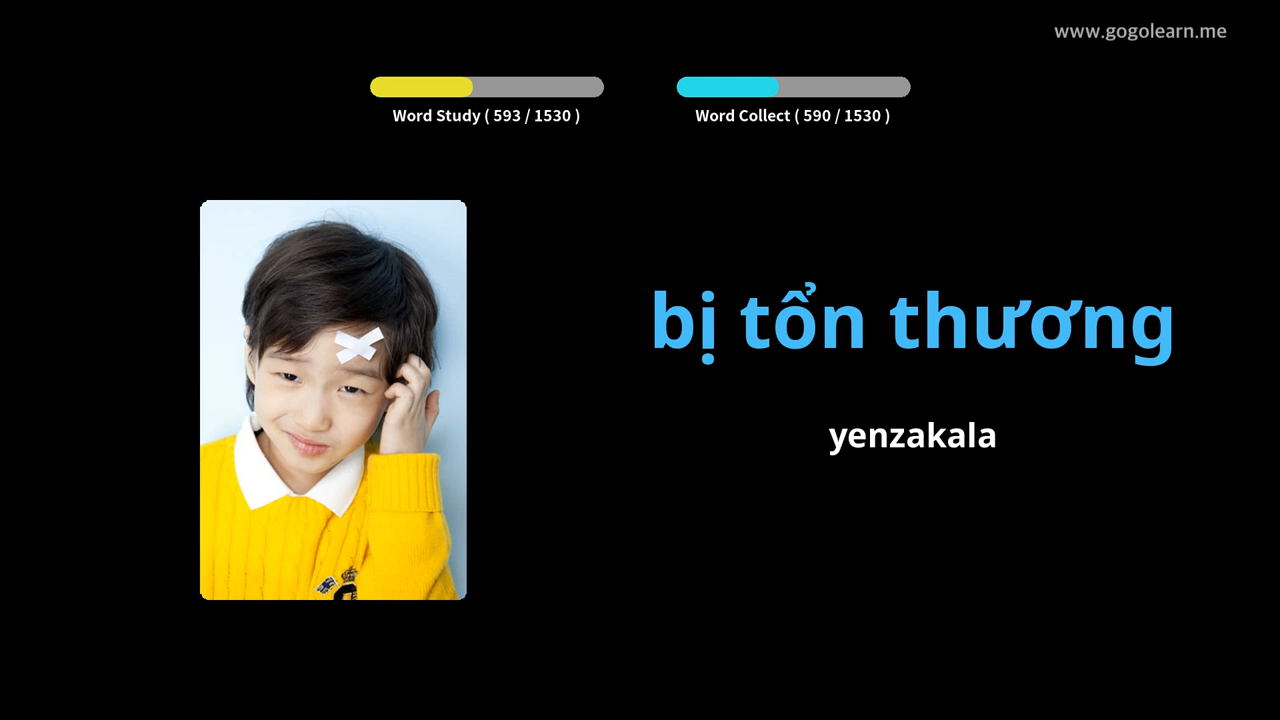 www.gogolearn.me
Word Study ( 593 / 1530 )
Word Collect ( 590 / 1530 )
bị tổn thương
yenzakala